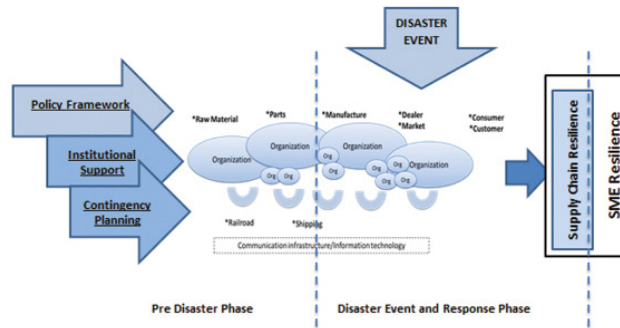 DISASTER
EVENT
Policy Framework
Institutional
Support
Contingency
Planning
*Raw Material
*Parts
*Manufacture
*Dealer
*Market
*Consumer
*Customer
Organization
Organization
Organization
Organization
Org
Org
Org
Org
Org
Org
Org
Org
*Railroad
*Shipping
Communication infrastructure/Information technology
Supply Chain Resilience
SME Resilience
Pre Disaster Phase
Disaster Event and Response Phase